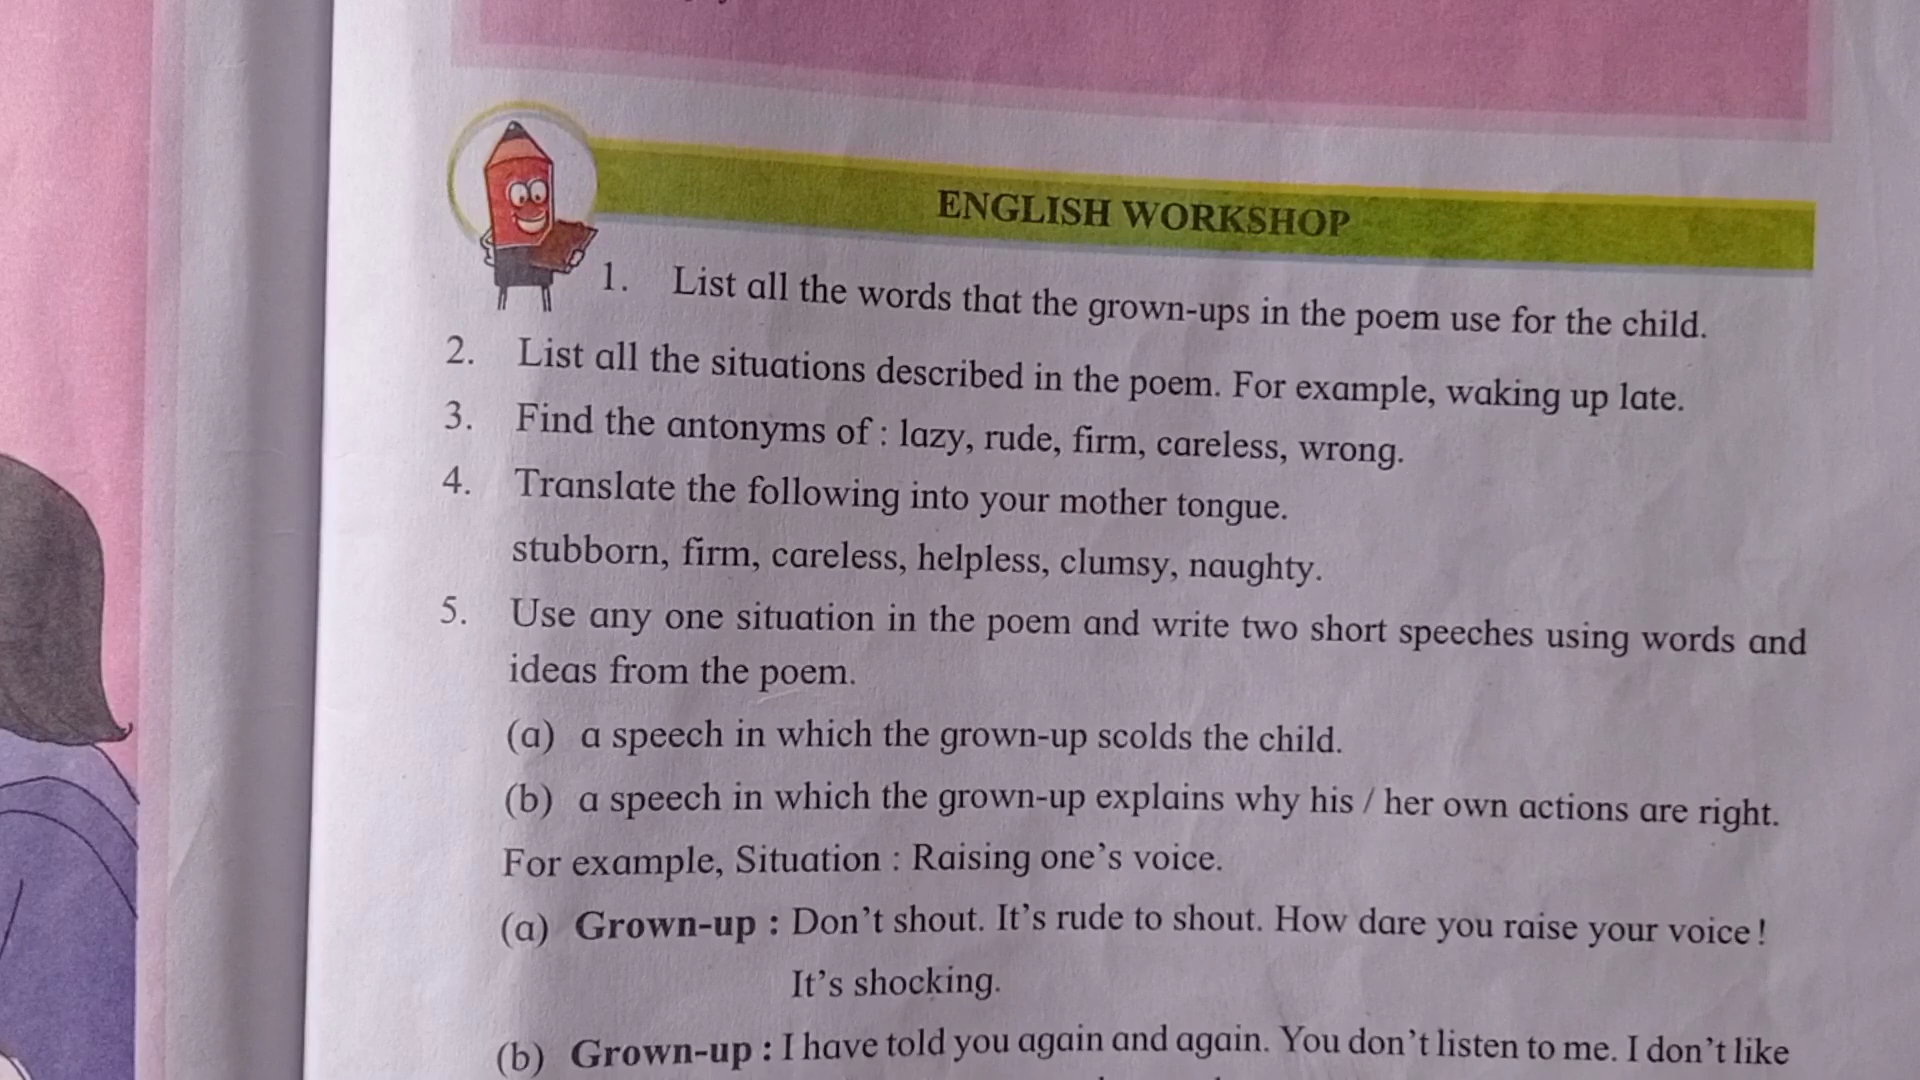 ENGLISH WORKSHOP
1. List all the words that the grown-ups in the poem use for the child.
2. List all the situations described in the poem. For example, waking up late.
3. Find the antonyms of : lazy, rude, firm, careless, wrong.
4. Translate the following into your mother tongue.
stubborn, firm, careless, helpless, clumsy, naughty.
5. Use any one situation in the poem and write two short speeches using words and
ideas from the poem.
(a) a speech in which the grown-up scolds the child.
(b) a speech in which the grown-up explains why his / her own actions are right.
For example, Situation : Raising one's voice.
(a) Grown-up : Don't shout. It's rude to shout. How dare you raise your voice !
It's shocking.
(b) Grown-up : I have told you again and again. You don't listen to me. I don't like